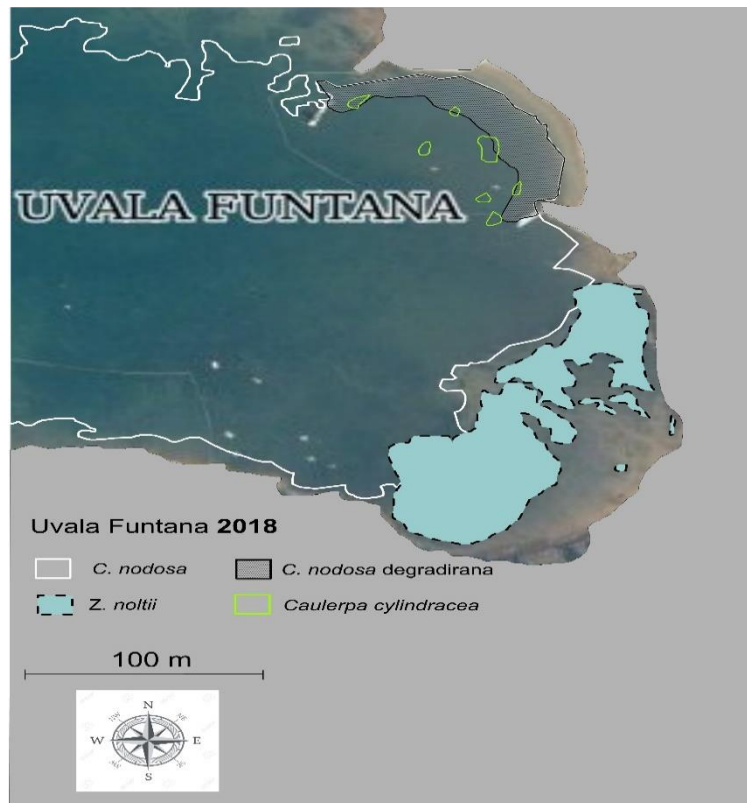 UVALA FUNTANA
Uvala Funtana 2018
C. nodosa
C. nodosa degradirana
Z. noltii
Caulerpa cylindracea
100 m
N
W
E
S